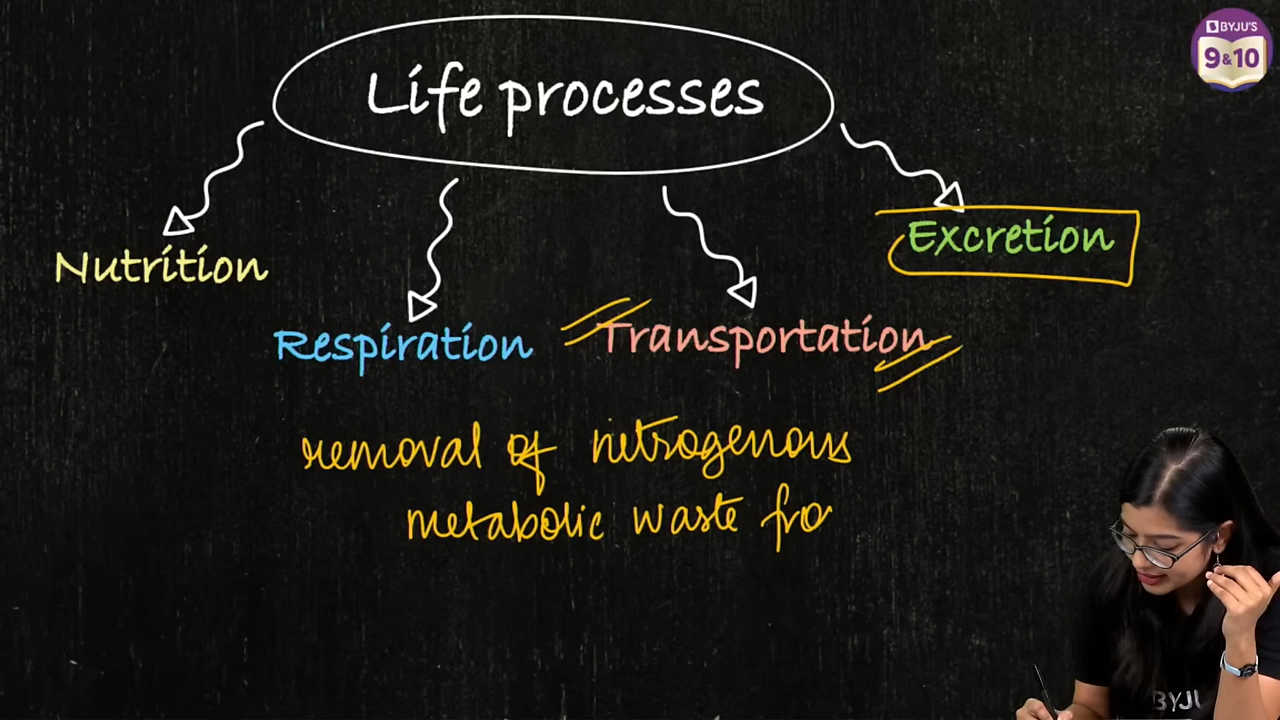 BYJU'S
9&10
Life processes
Nutrition
Excretion
Respiration
Transportation
removal of nitrogenous
metabolic waste fro
BYJU